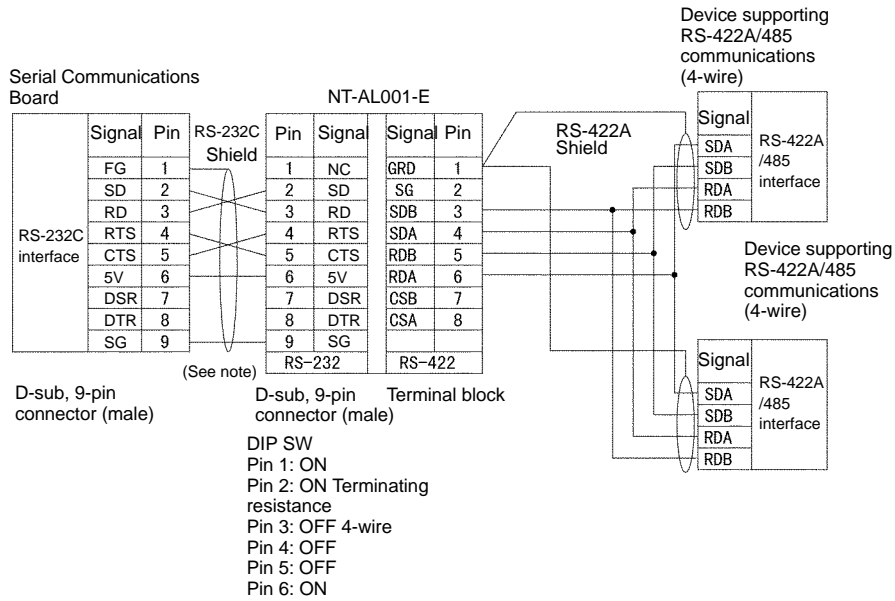 Device supporting
RS-422A/485
communications
(4-wire)
Serial Communications
Board
NT-AL001-E
Signal Pin RS-232C Pin Signal Signal Pin RS-422A Signal
Shield Shield
FG 1 1 NC GRD 1 SDA RS-422A
SD 2 2 SD SG 2 SDB /485
RD 3 3 RD SDB 3 RDA interface
RS-232C RTS 4 4 RTS SDA 4 RDB
interface CTS 5 5 CTS RDB 5
5V 6 6 5V RDA 6
DSR 7 7 DSR CSB 7
DTR 8 8 DTR CSA 8
SG 9 9 SG
(See note) RS-232 RS-422
Device supporting
RS-422A/485
communications
(4-wire)
Signal
SDA RS-422A
SDB /485
RDA interface
RDB
D-sub, 9-pin
connector (male)
D-sub, 9-pin
connector (male)
Terminal block
DIP SW
Pin 1: ON
Pin 2: ON Terminating
resistance
Pin 3: OFF 4-wire
Pin 4: OFF
Pin 5: OFF
Pin 6: ON